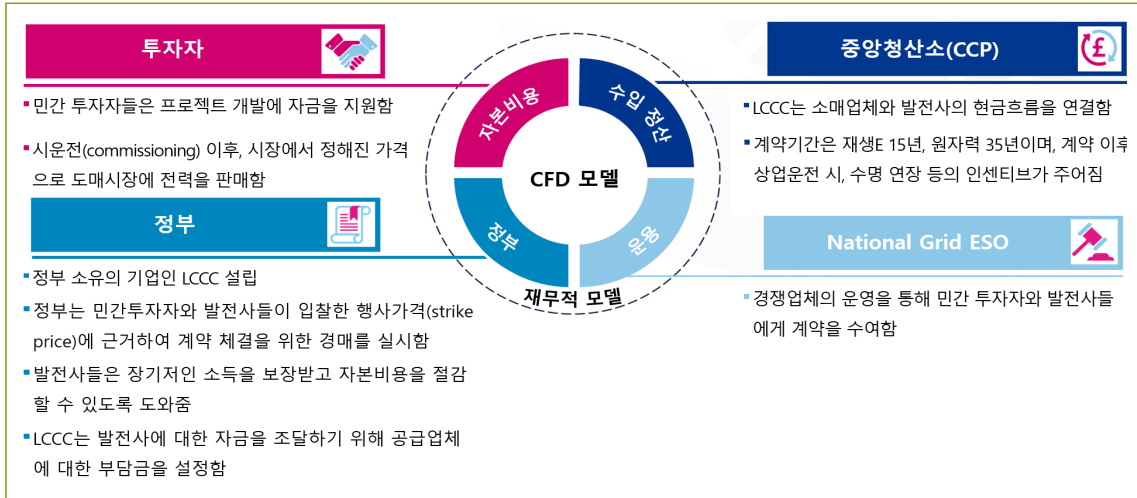 투자자
민간 투자자들은 프로젝트 개발에 자금을 지원함
시운전(commissioning) 이후, 시장에서 정해진 가격
으로 도매시장에 전력을 판매함
정부
정부 소유의 기업인 LCCC 설립
정부는 민간투자자와 발전사들이 입찰한 행사가격(strike
price)에 근거하여 계약 체결을 위한 경매를 실시함
발전사들은 장기저인 소득을 보장받고 자본비용을 절감
할 수 있도록 도와줌
LCCC는 발전사에 대한 자금을 조달하기 위해 공급업체
에 대한 부담금을 설정함
자본비용
수입 정산
CFD 모델
정부
운용
재무적 모델
중앙청산소(CCP)
£
LCCC는 소매업체와 발전사의 현금흐름을 연결함
계약기간은 재생E 15년, 원자력 35년이며, 계약 이후
상업운전 시, 수명 연장 등의 인센티브가 주어짐
National Grid ESO
경쟁업체의 운영을 통해 민간 투자자와 발전사들
에게 계약을 수여함